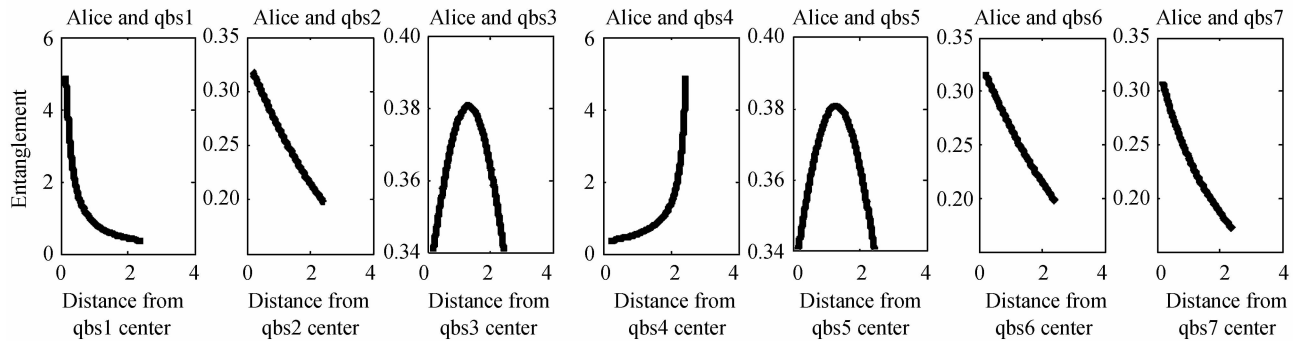 Alice and qbs1 Alice and qbs2 Alice and qbs3 Alice and qbs4 Alice and qbs5 Alice and qbs6 Alice and qbs7
Entanglement
6
4
2
0
0 2 4
Distance from
qbs1 center
0.35
0.30
0.25
0.20
0 2 4
Distance from
qbs2 center
0.40
0.38
0.36
0.34
0 2 4
Distance from
qbs3 center
6
4
2
0
0 2 4
Distance from
qbs4 center
0.40
0.38
0.36
0.34
0 2 4
Distance from
qbs5 center
0.35
0.30
0.25
0.20
0 2 4
Distance from
qbs6 center
0.35
0.30
0.25
0.20
0 2 4
Distance from
qbs7 center